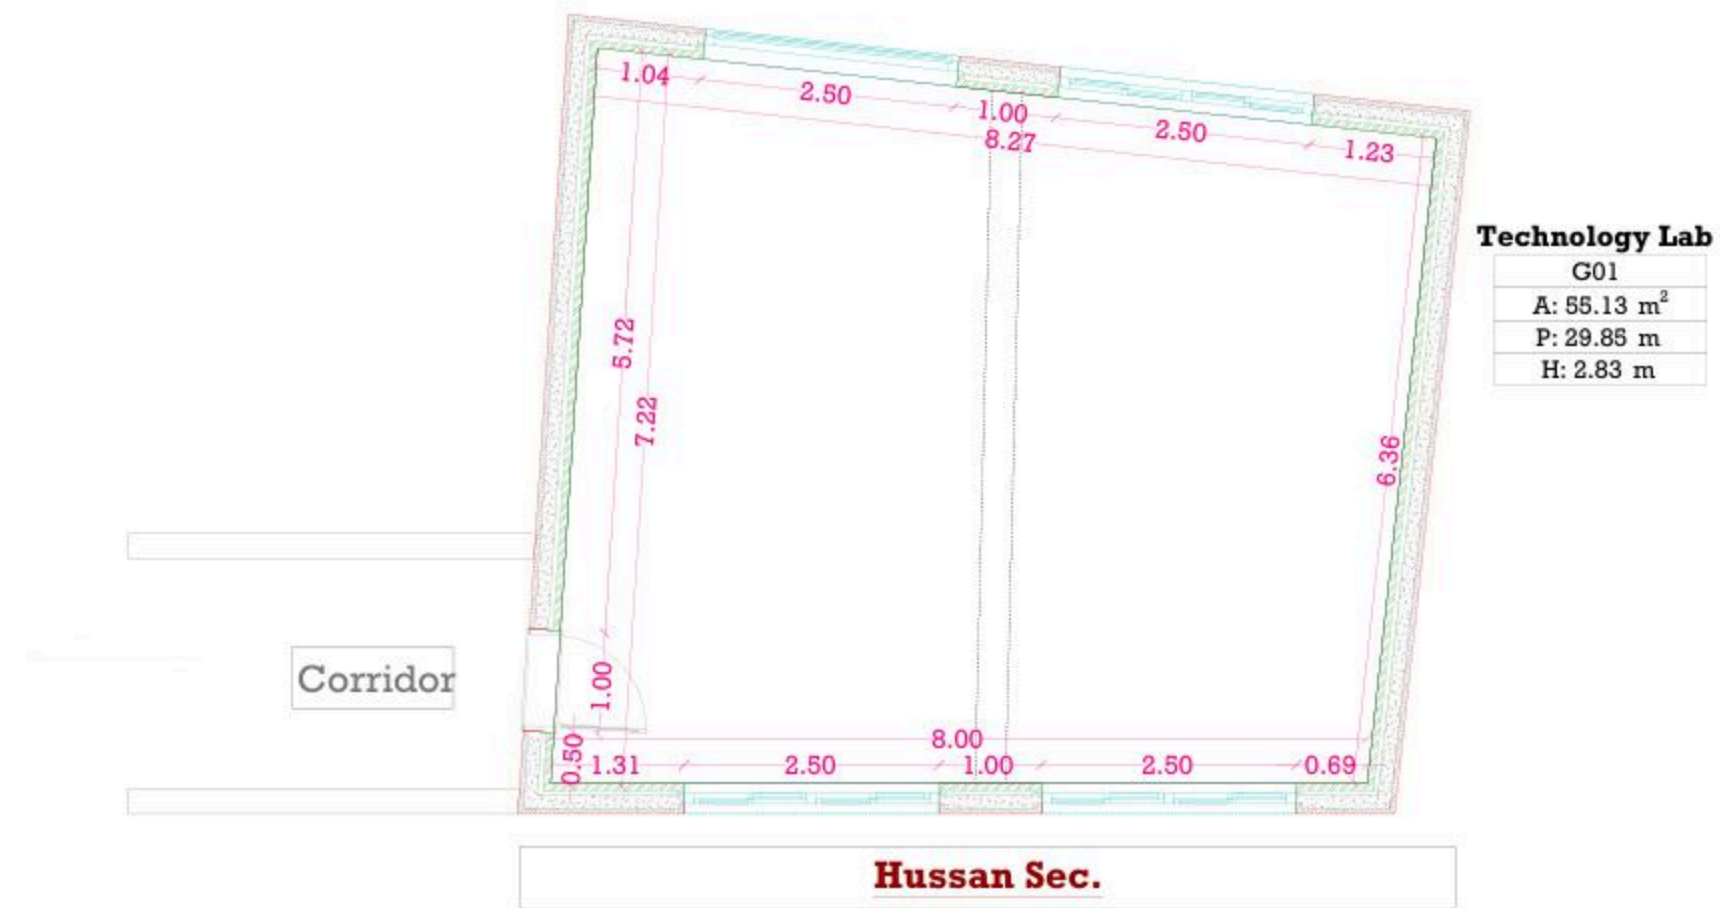 1.04
2.50
1.00
8.27
2.50
1.23
Technology Lab
G01
A: 55.13 m²
P: 29.85 m
H: 2.83 m
5.72
7.22
6.36
Corridor
1.00
8.00
0.50
1.31
2.50
1.00
2.50
0.69
Hussan Sec.